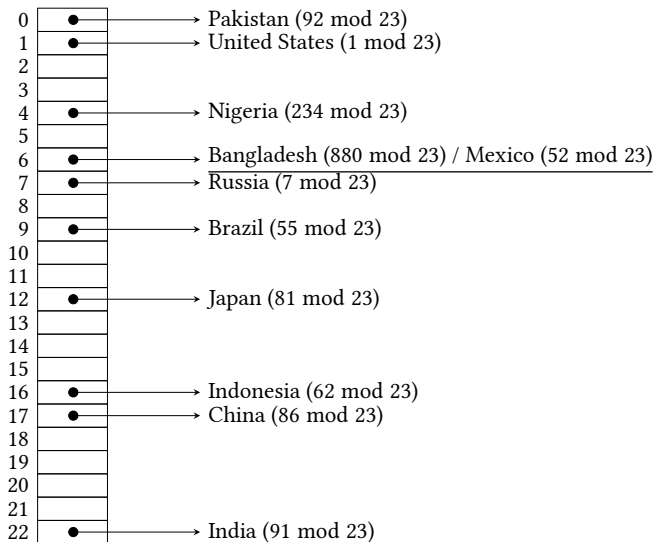 0 Pakistan (92 mod 23)
1 United States (1 mod 23)
2
3
4 Nigeria (234 mod 23)
5
6 Bangladesh (880 mod 23) / Mexico (52 mod 23)
7 Russia (7 mod 23)
8
9 Brazil (55 mod 23)
10
11
12 Japan (81 mod 23)
13
14
15
16 Indonesia (62 mod 23)
17 China (86 mod 23)
18
19
20
21
22 India (91 mod 23)